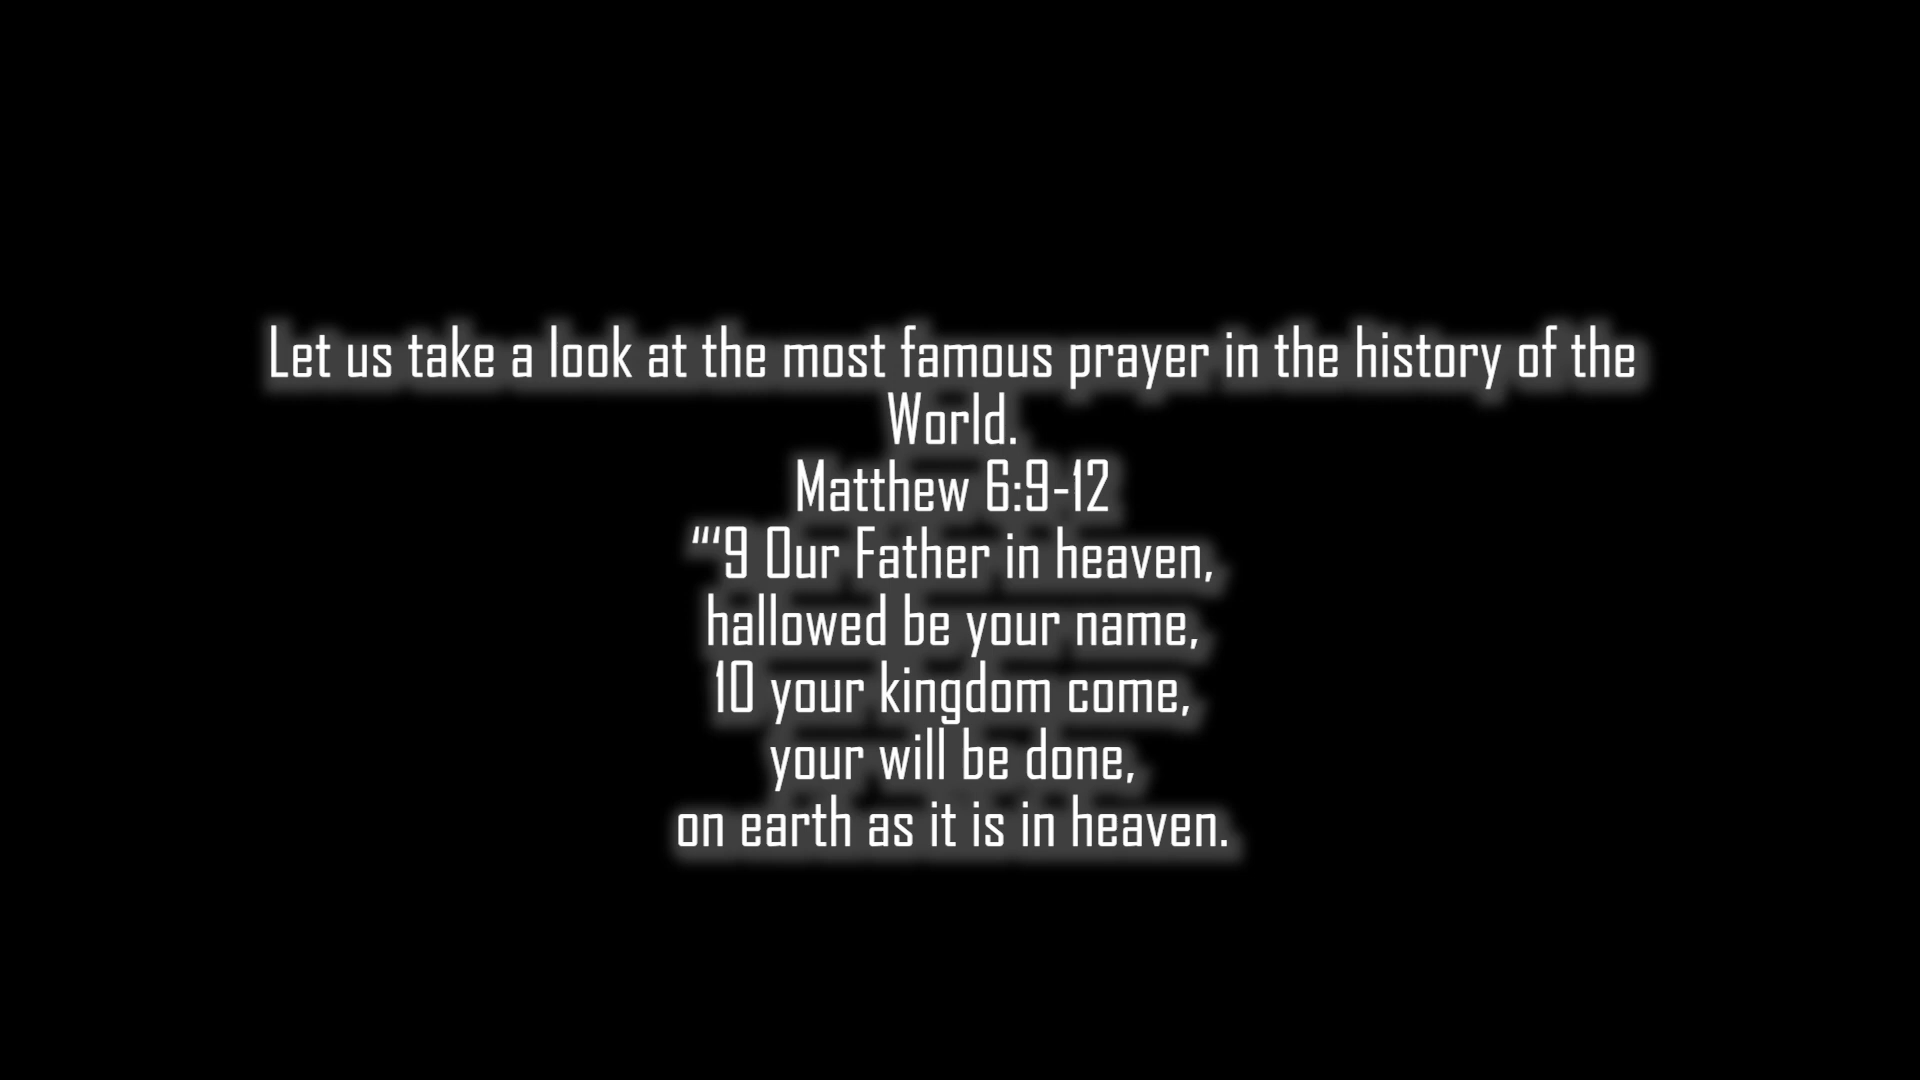 Let us take a look at the most famous prayer in the history of the
World.
Matthew 6:9-12
“‘9 Our Father in heaven,
hallowed be your name,
10 your kingdom come,
your will be done,
on earth as it is in heaven.